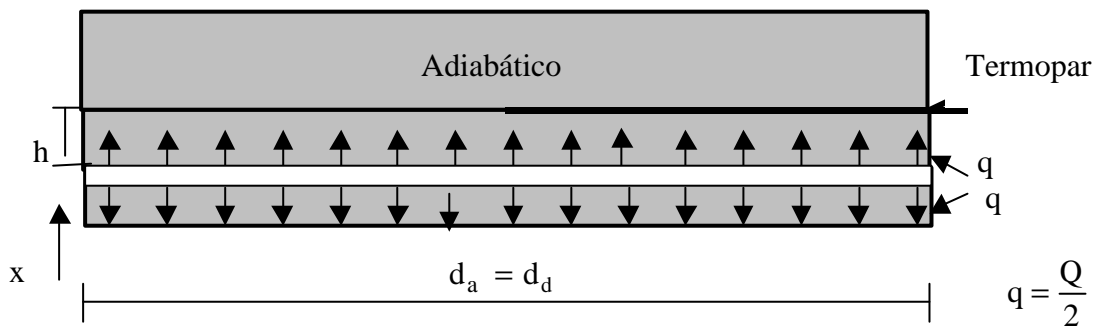 Adiabático
Termopar
h
q
q
x
d_a = d_d
q = Q/2